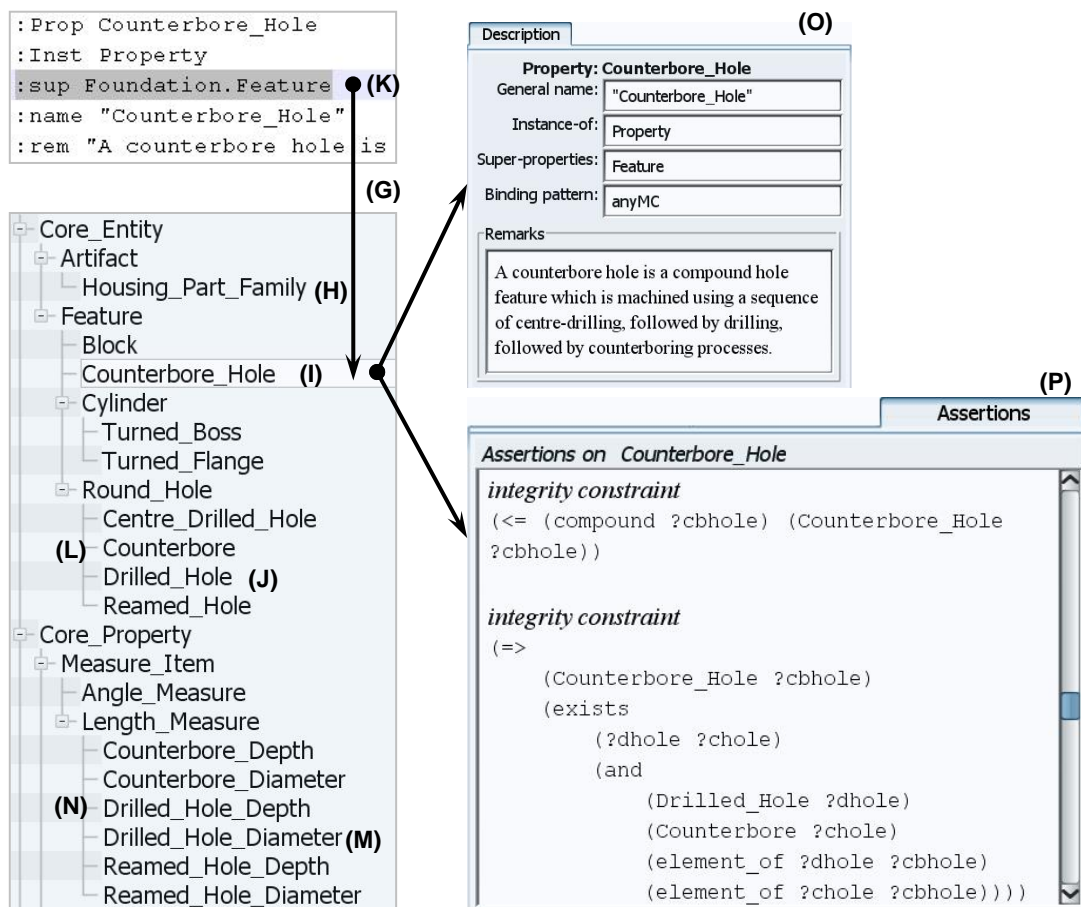 :Prop Counterbore_Hole
:Inst Property
:sup Foundation.Feature (K)
:name "Counterbore_Hole"
:rem "A counterbore hole is
(G)
Core_Entity
Artifact
Housing_Part_Family (H)
Feature
Block
Counterbore_Hole (I)
Cylinder
Turned_Boss
Turned_Flange
Round_Hole
Centre_Drilled_Hole
(L) Counterbore
Drilled_Hole (J)
Reamed_Hole
Core_Property
Measure_Item
Angle_Measure
Length_Measure
Counterbore_Depth
Counterbore_Diameter
(N) Drilled_Hole_Depth
Drilled_Hole_Diameter (M)
Reamed_Hole_Depth
Reamed_Hole_Diameter
(O)
Description
Property: Counterbore_Hole
General name: "Counterbore_Hole"
Instance-of: Property
Super-properties: Feature
Binding pattern: anyMC
Remarks
A counterbore hole is a compound hole
feature which is machined using a sequence
of centre-drilling, followed by drilling,
followed by counterboring processes.
(P)
Assertions
Assertions on Counterbore_Hole
integrity constraint
(<= (compound ?cbhole) (Counterbore_Hole
?cbhole))
integrity constraint
(=>
(Counterbore_Hole ?cbhole)
(exists
(?dhole ?chole)
(and
(Drilled_Hole ?dhole)
(Counterbore ?chole)
(element_of ?dhole ?cbhole)
(element_of ?chole ?cbhole))))